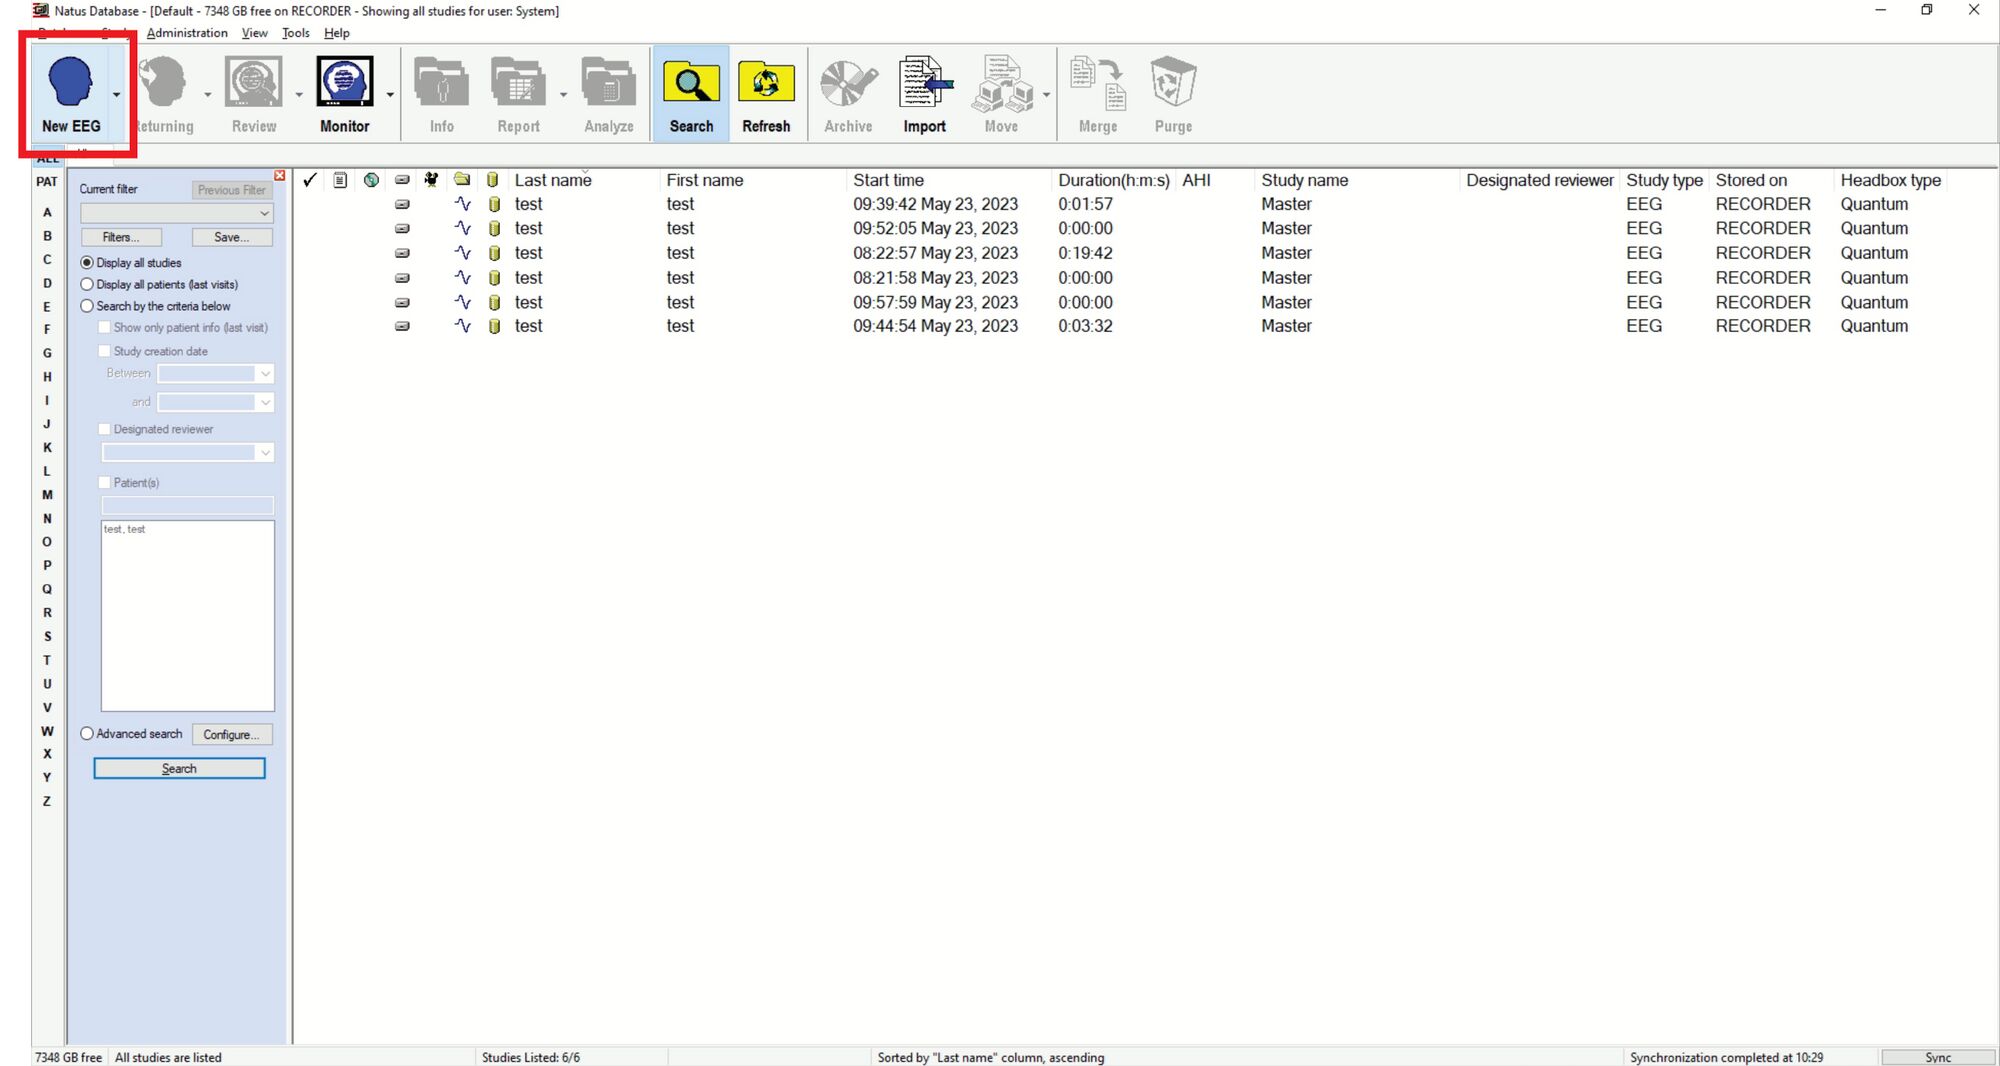 Natus Database - [Default - 7348 GB free on RECORDER - Showing all studies for user: System]
Administration View Tools Help
New EEG Returning Review Monitor Info Report Analyze Search Refresh Archive Import Move Merge Purge
ALL
PAT
A
B
C
D
E
F
G
H
I
J
K
L
M
N
O
P
Q
R
S
T
U
V
W
X
Y
Z
Current filter Previous Filter
Filters... Save...
Display all studies
Display all patients (last visits)
Search by the criteria below
Show only patient info (last visit)
Study creation date
Between
and
Designated reviewer
Patient(s)
test, test
Advanced search Configure...
Search
Last name First name Start time Duration(h:m:s) AHI Study name Designated reviewer Study type Stored on Headbox type
test test 09:39:42 May 23, 2023 0:01:57 Master EEG RECORDER Quantum
test test 09:52:05 May 23, 2023 0:00:00 Master EEG RECORDER Quantum
test test 08:22:57 May 23, 2023 0:19:42 Master EEG RECORDER Quantum
test test 08:21:58 May 23, 2023 0:00:00 Master EEG RECORDER Quantum
test test 09:57:59 May 23, 2023 0:00:00 Master EEG RECORDER Quantum
test test 09:44:54 May 23, 2023 0:03:32 Master EEG RECORDER Quantum
7348 GB free All studies are listed Studies Listed: 6/6 Sorted by "Last name" column, ascending Synchronization completed at 10:29 Sync